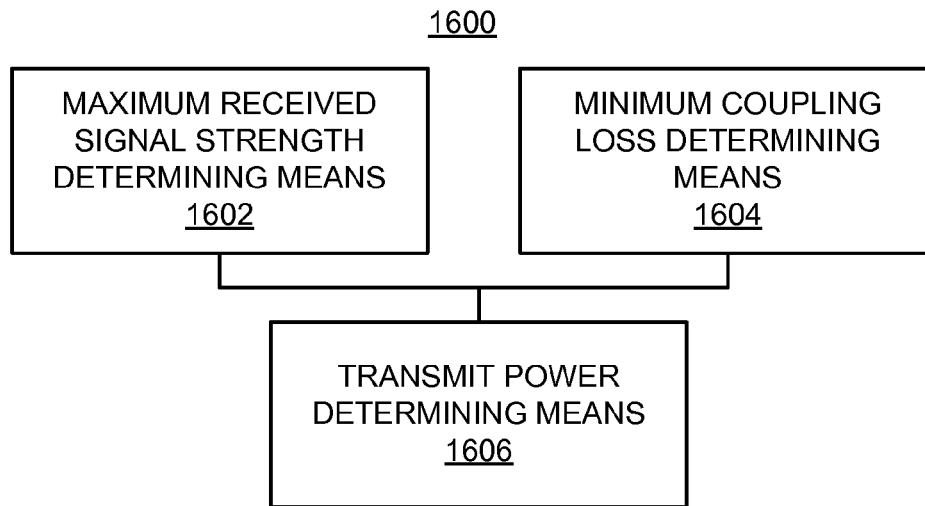 1600
MAXIMUM RECEIVED
SIGNAL STRENGTH
DETERMINING MEANS
1602
MINIMUM COUPLING
LOSS DETERMINING
MEANS
1604
TRANSMIT POWER
DETERMINING MEANS
1606